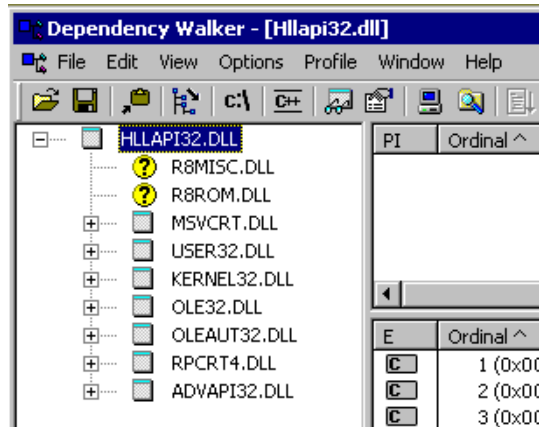 Dependency Walker - [Hllapi32.dll]
File Edit View Options Profile Window Help
C:\ C++
HLLAPI32.DLL
R8MISC.DLL
R8ROM.DLL
MSVCRT.DLL
USER32.DLL
KERNEL32.DLL
OLE32.DLL
OLEAUT32.DLL
RPCRT4.DLL
ADVAPI32.DLL
PI Ordinal ^
E Ordinal ^
C 1 (0x00
C 2 (0x00
C 3 (0x00